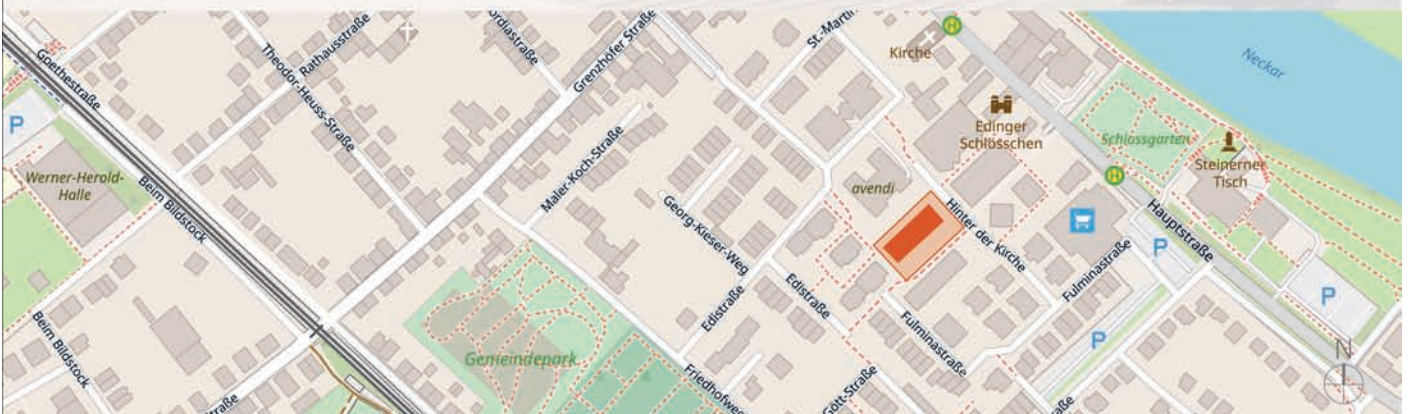 St.-Martin
Kirche
Neckar
Goethestraße
Theodor-Heuss-Straße
Rathausstraße
Grenzhöfer Straße
P
Edinger
Schlösschen
Schlossgarten
Steinerner
Tisch
Werner-Herold-
Halle
Beim Bildstock
Maier-Koch-Straße
avendi
Georg-Kieser-Weg
Hinter der Kirche
Hauptstraße
P
P
Fulminastraße
Edistraße
Edistraße
Fulminastraße
P
Beim Bildstock
Gemeindepark
Friedhofweg
Gött-Straße
N
H
H